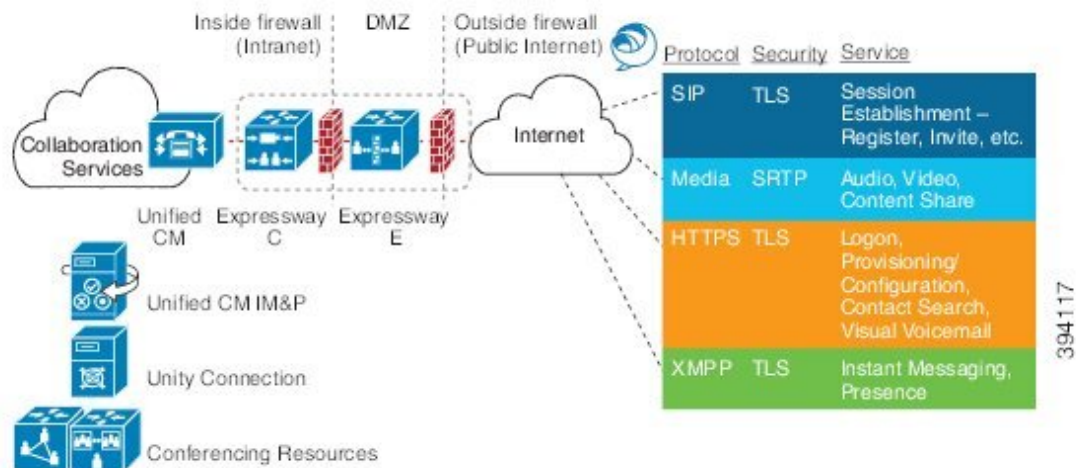 Inside firewall
(Intranet)
DMZ
Outside firewall
(Public Internet)
Protocol Security Service
Collaboration
Services
Internet
SIP TLS Session
Establishment –
Register, Invite, etc.
Media SRTP Audio, Video,
Content Share
HTTPS TLS Logon,
Provisioning/
Configuration,
Contact Search,
Visual Voicemail
XMPP TLS Instant Messaging,
Presence
Unified
CM
Expressway
C
Expressway
E
Unified CM IM&P
Unity Connection
Conferencing Resources
394117